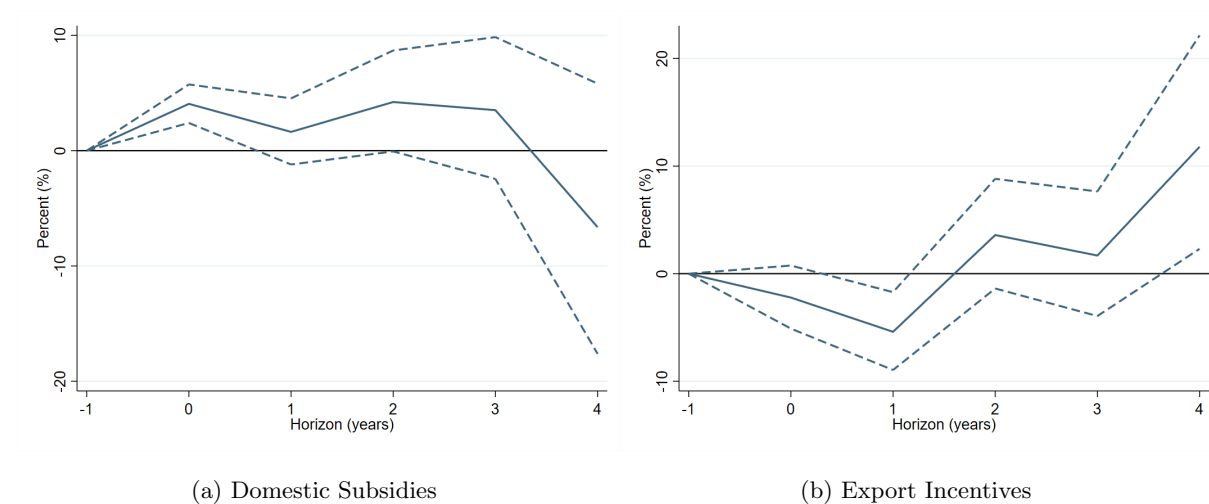 10
0
-10
-20
Percent (%)
-1 0 1 2 3 4
Horizon (years)
(a) Domestic Subsidies
20
10
0
-10
Percent (%)
-1 0 1 2 3 4
Horizon (years)
(b) Export Incentives